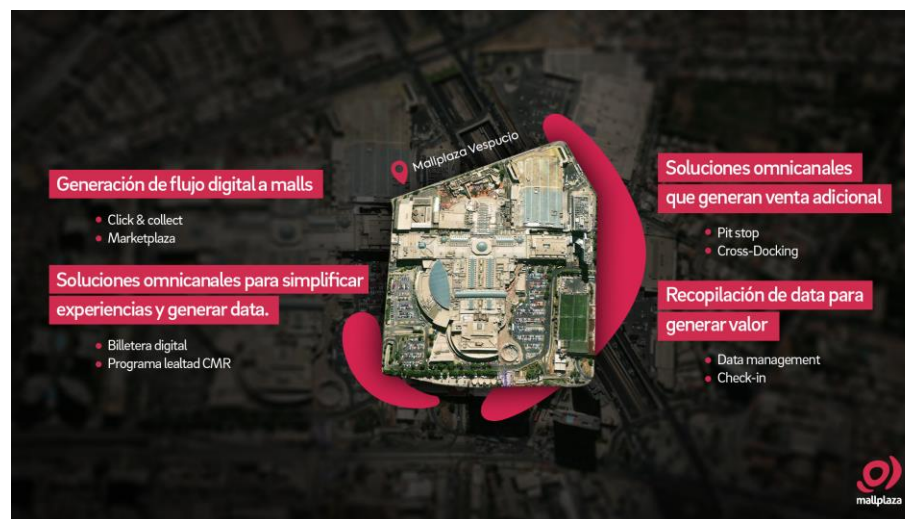 Mallplaza Vespucio
Generación de flujo digital a malls
Click & collect
Marketplaza
Soluciones omnicanales para simplificar
experiencias y generar data.
Billetera digital
Programa lealtad CMR
Soluciones omnicanales
que generan venta adicional
Pit stop
Cross-Docking
Recopilación de data para
generar valor
Data management
Check-in
mallplaza